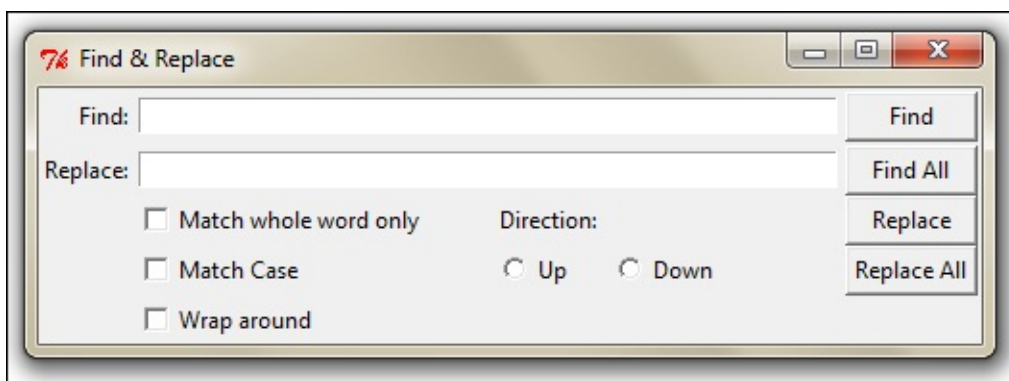 Find & Replace
Find:
Find
Replace:
Find All
Match whole word only
Direction:
Replace
Match Case
Up
Down
Replace All
Wrap around